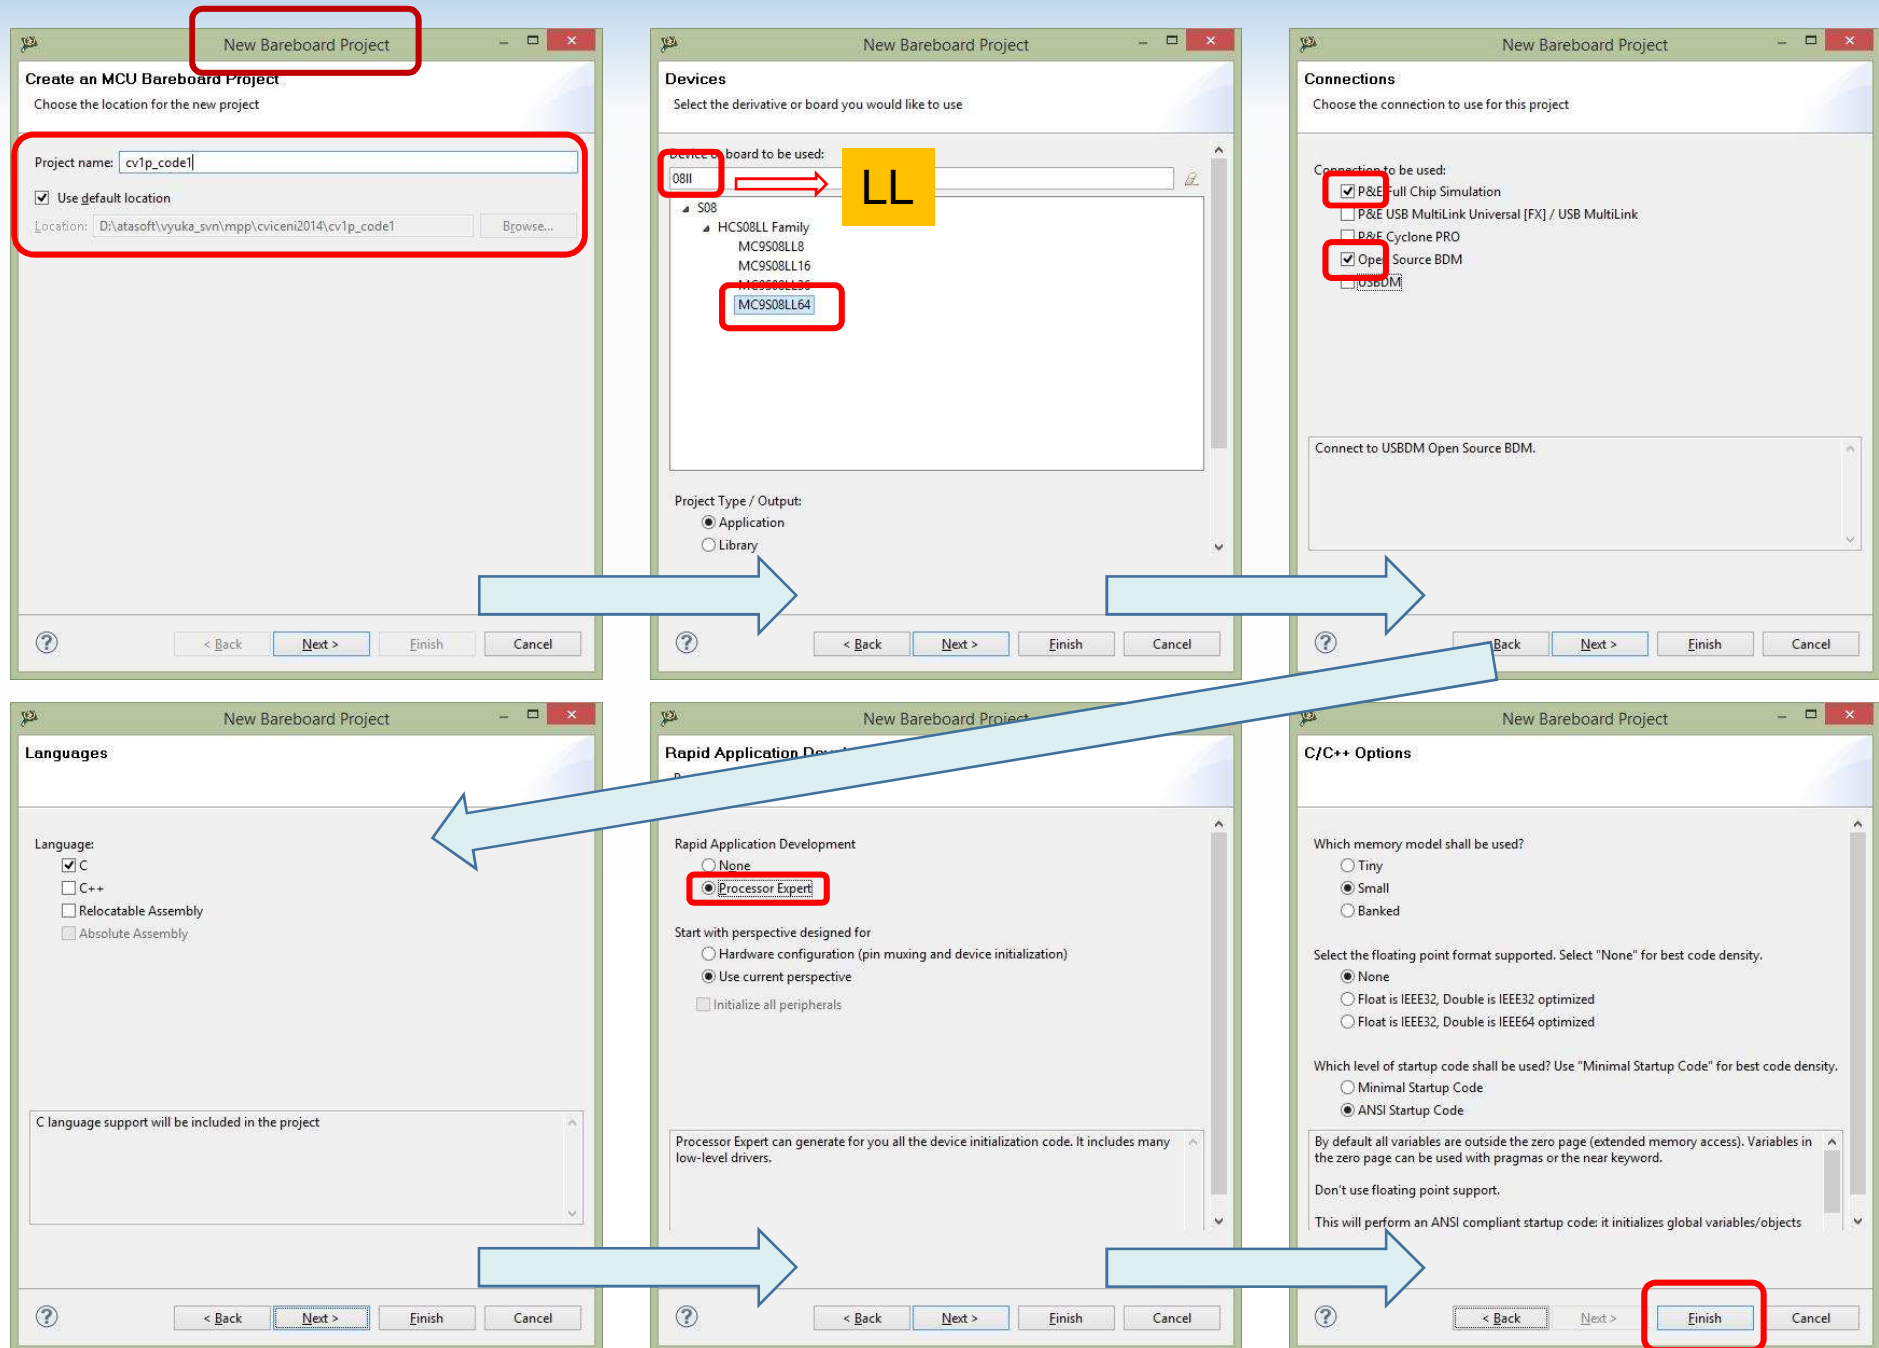 New Bareboard Project
Create an MCU Bareboard Project
Choose the location for the new project
Project name: cv1p_code1
Use default location
Location: D:\atasoft\vyuka_svn\mpp\cviceni2014\cv1p_code1 Browse...
< Back Next > Finish Cancel
New Bareboard Project
Devices
Select the derivative or board you would like to use
Device or board to be used:
08ll
LL
S08
HCS08LL Family
MC9S08LL8
MC9S08LL16
MC9S08LL36
MC9S08LL64
Project Type / Output:
Application
Library
< Back Next > Finish Cancel
New Bareboard Project
Connections
Choose the connection to use for this project
Connection to be used:
P&E Full Chip Simulation
P&E USB MultiLink Universal [FX] / USB MultiLink
P&E Cyclone PRO
Open Source BDM
USBDM
Connect to USBDM Open Source BDM.
Back Next > Finish Cancel
New Bareboard Project
Languages
Language:
C
C++
Relocatable Assembly
Absolute Assembly
C language support will be included in the project
< Back Next > Finish Cancel
New Bareboard Project
Rapid Application
Rapid Application Development
None
Processor Expert
Start with perspective designed for
Hardware configuration (pin muxing and device initialization)
Use current perspective
Initialize all peripherals
Processor Expert can generate for you all the device initialization code. It includes many
low-level drivers.
< Back Next > Finish Cancel
New Bareboard Project
C/C++ Options
Which memory model shall be used?
Tiny
Small
Banked
Select the floating point format supported. Select "None" for best code density.
None
Float is IEEE32, Double is IEEE32 optimized
Float is IEEE32, Double is IEEE64 optimized
Which level of startup code shall be used? Use "Minimal Startup Code" for best code density.
Minimal Startup Code
ANSI Startup Code
By default all variables are outside the zero page (extended memory access). Variables in
the zero page can be used with pragmas or the near keyword.
Don't use floating point support.
This will perform an ANSI compliant startup code: it initializes global variables/objects
< Back Next > Finish Cancel